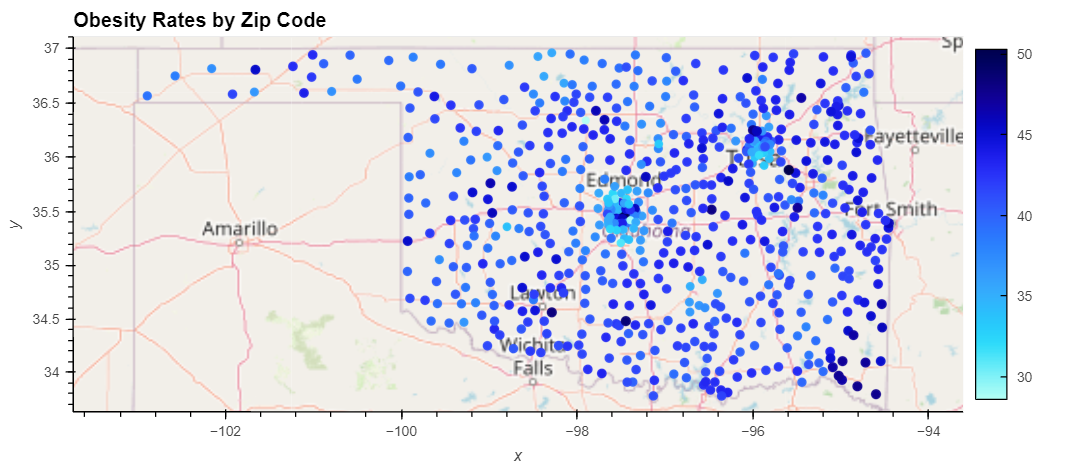 Obesity Rates by Zip Code
37
36.5
36
35.5
35
34.5
34
y
−102
−100
−98
−96
−94
x
Sp
Fayetteville
Edmond
Fort Smith
Amarillo
Lawton
Wichita
Falls
50
45
40
35
30